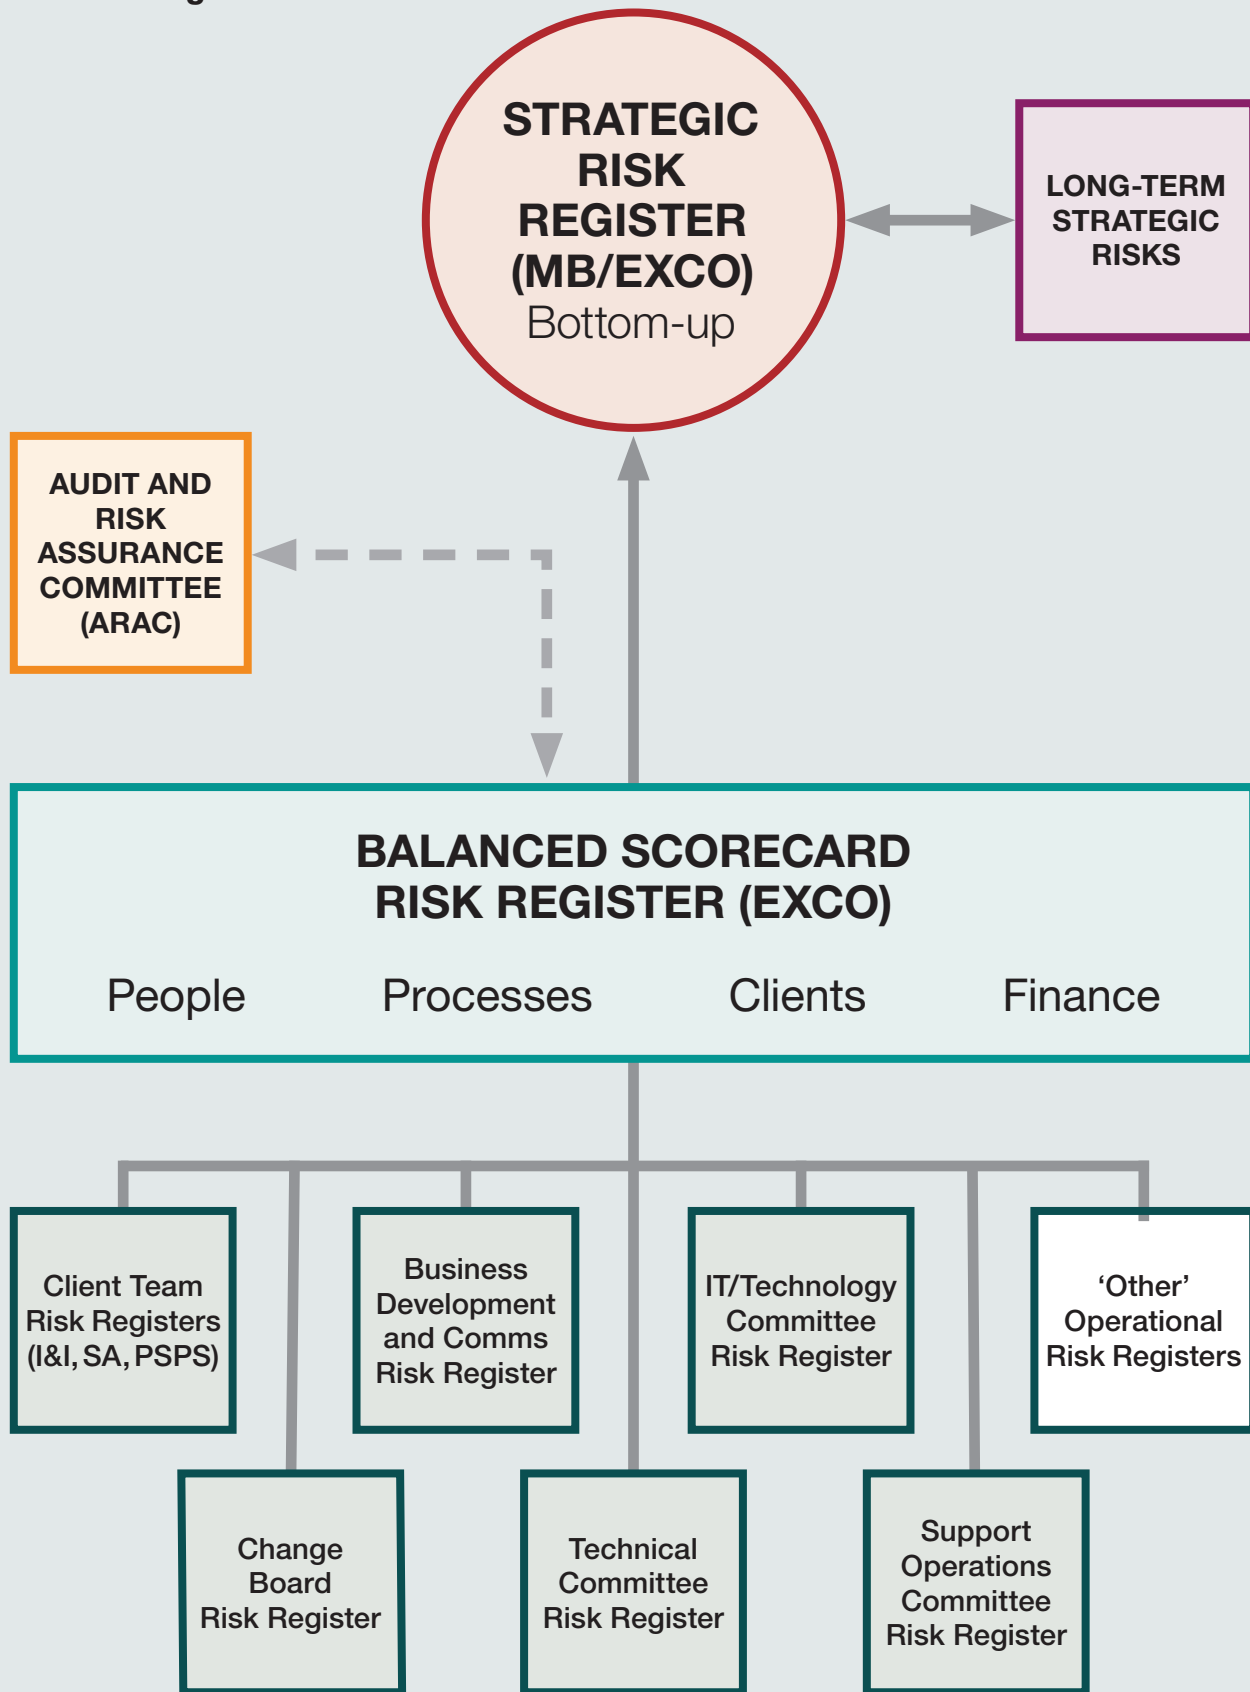 STRATEGIC
RISK
REGISTER
(MB/EXCO)
Bottom-up
LONG-TERM
STRATEGIC
RISKS
AUDIT AND
RISK
ASSURANCE
COMMITTEE
(ARAC)
BALANCED SCORECARD
RISK REGISTER (EXCO)
People Processes Clients Finance
Client Team
Risk Registers
(I&I, SA, PSPS)
Business
Development
and Comms
Risk Register
IT/Technology
Committee
Risk Register
‘Other’
Operational
Risk Registers
Change
Board
Risk Register
Technical
Committee
Risk Register
Support
Operations
Committee
Risk Register